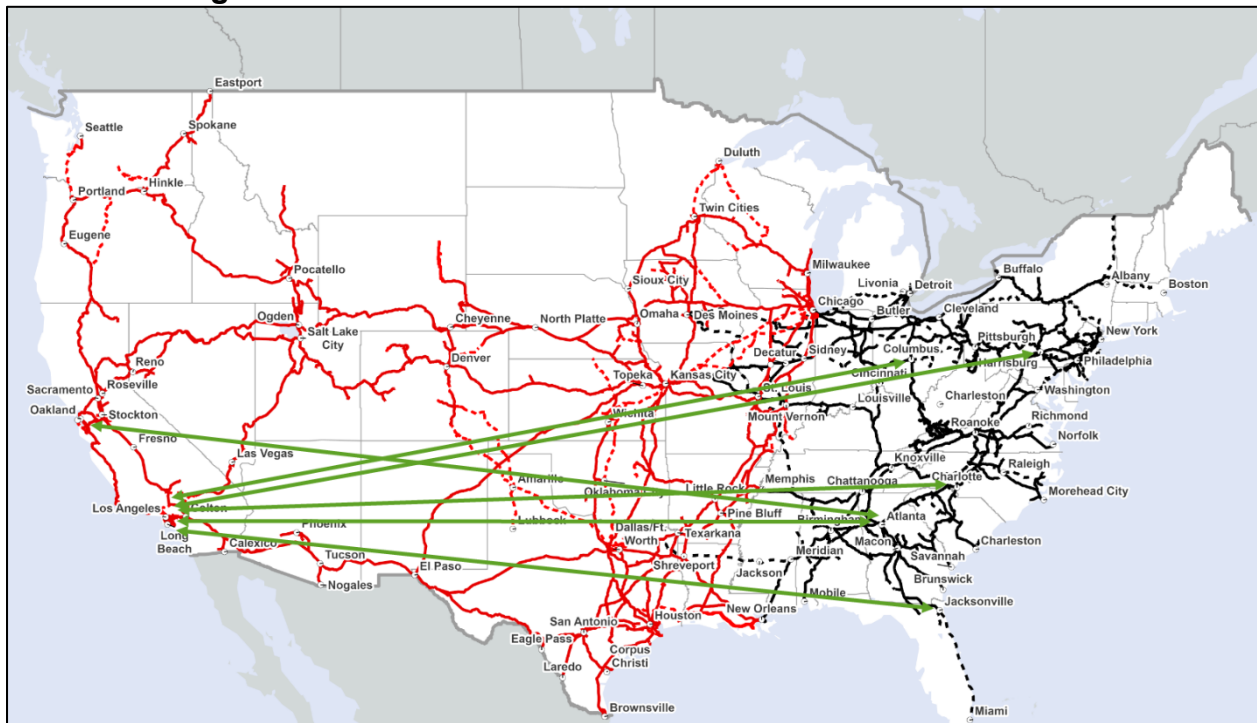 Eastport
Seattle
Spokane
Duluth
Portland
Hinkle
Twin Cities
Eugene
Pocatello
Milwaukee
Livonia
Detroit
Buffalo
Albany
Boston
Sioux City
Chicago
Butler
Cleveland
Ogden
Cheyenne
North Platte
Omaha
Des Moines
New York
Salt Lake
City
Pittsburgh
Reno
Denver
Decatur
Sidney
Columbus
Harrisburg
Philadelphia
Sacramento
Roseville
Topeka
Kansas City
Cincinnati
Washington
Oakland
Stockton
St. Louis
Louisville
Charleston
Wichita
Mount Vernon
Richmond
Fresno
Roanoke
Norfolk
Las Vegas
Knoxville
Raleigh
Amarillo
Oklahoma City
Little Rock
Memphis
Chattanooga
Charlotte
Morehead City
Los Angeles
Colton
Pine Bluff
Atlanta
Phoenix
Lubbock
Birmingham
Long
Beach
Calexico
Dallas/Ft.
Worth
Texarkana
Macon
Charleston
Tucson
Shreveport
Meridian
Savannah
El Paso
Jackson
Nogales
Brunswick
Mobile
Jacksonville
New Orleans
San Antonio
Houston
Eagle Pass
Corpus
Christi
Laredo
Brownsville
Miami